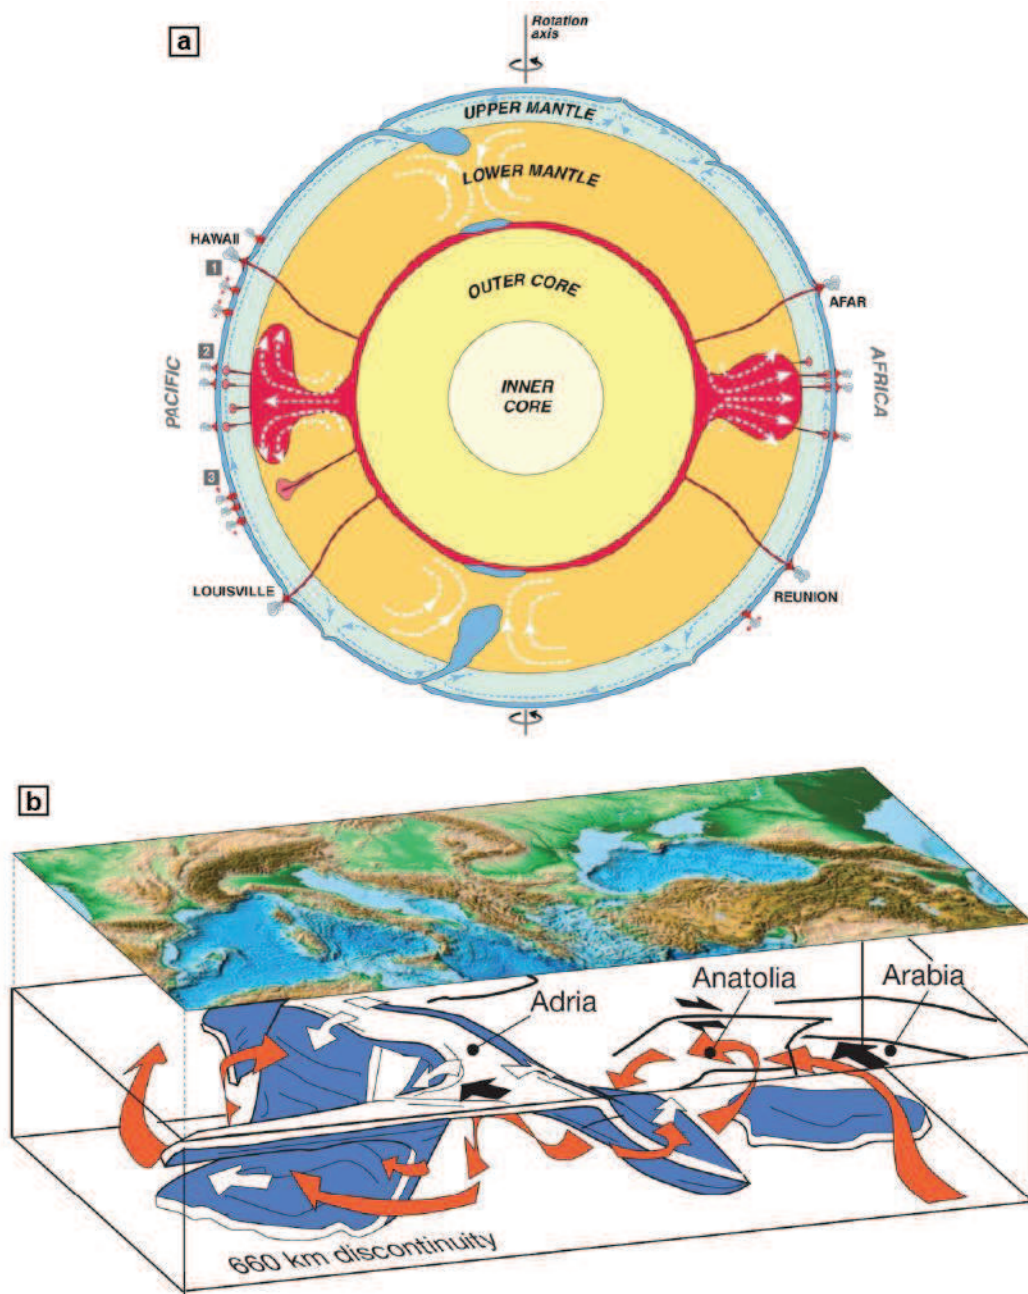 a
Rotation
axis
UPPER MANTLE
LOWER MANTLE
HAWAII
1
OUTER CORE
AFAR
2
PACIFIC
AFRICA
INNER
CORE
3
LOUISVILLE
REUNION
b
Adria
Anatolia
Arabia
660 km discontinuity